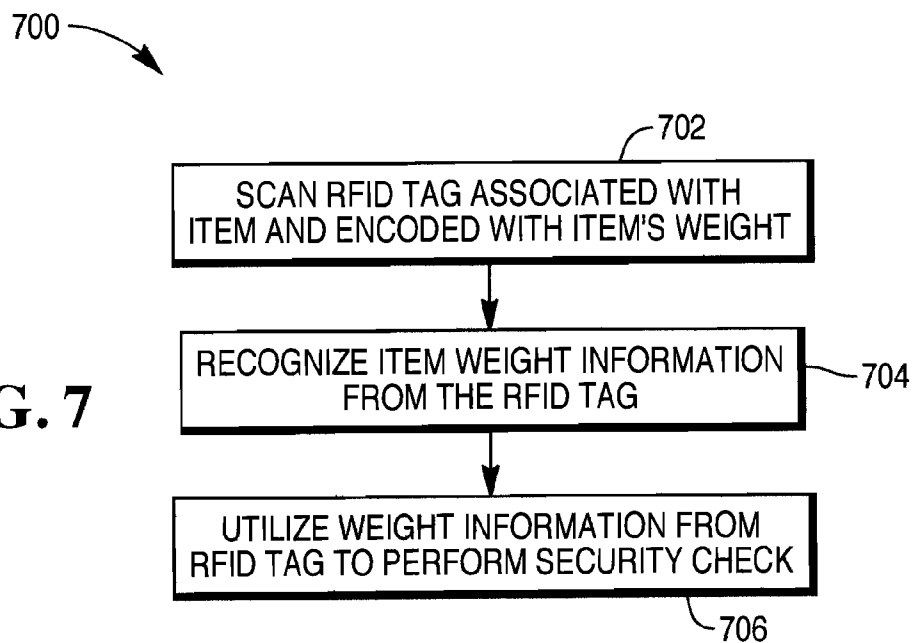 700
702
SCAN RFID TAG ASSOCIATED WITH
ITEM AND ENCODED WITH ITEM'S WEIGHT
RECOGNIZE ITEM WEIGHT INFORMATION
FROM THE RFID TAG
704
G. 7
UTILIZE WEIGHT INFORMATION FROM
RFID TAG TO PERFORM SECURITY CHECK
706